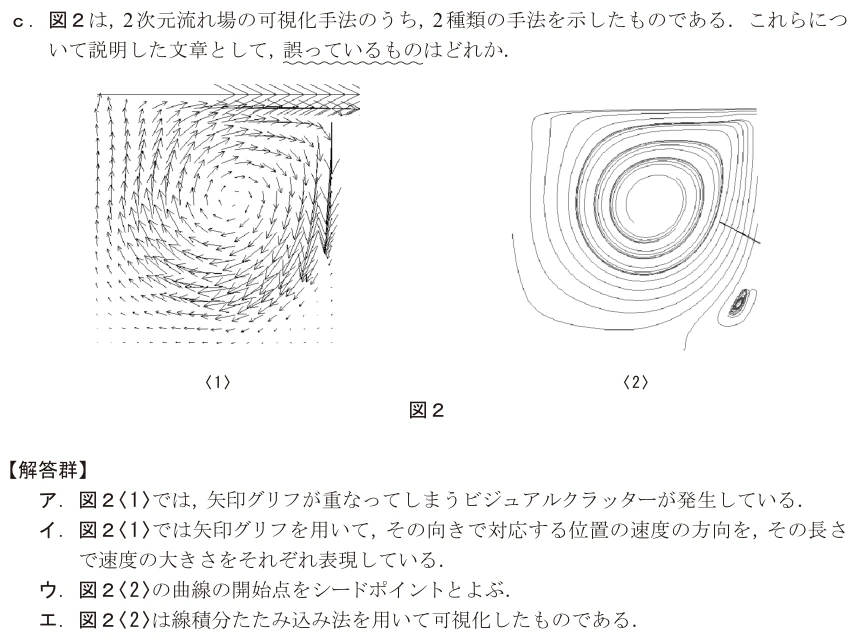 c．図2は，2次元流れ場の可視化手法のうち，2種類の手法を示したものである．これらにつ
いて説明した文章として，誤っているものはどれか．
〈1〉
〈2〉
図2
【解答群】
ア．図2〈1〉では，矢印グリフが重なってしまうビジュアルクラッターが発生している．
イ．図2〈1〉では矢印グリフを用いて，その向きで対応する位置の速度の方向を，その長さ
で速度の大きさをそれぞれ表現している．
ウ．図2〈2〉の曲線の開始点をシードポイントとよぶ．
エ．図2〈2〉は線積分たたみ込み法を用いて可視化したものである．